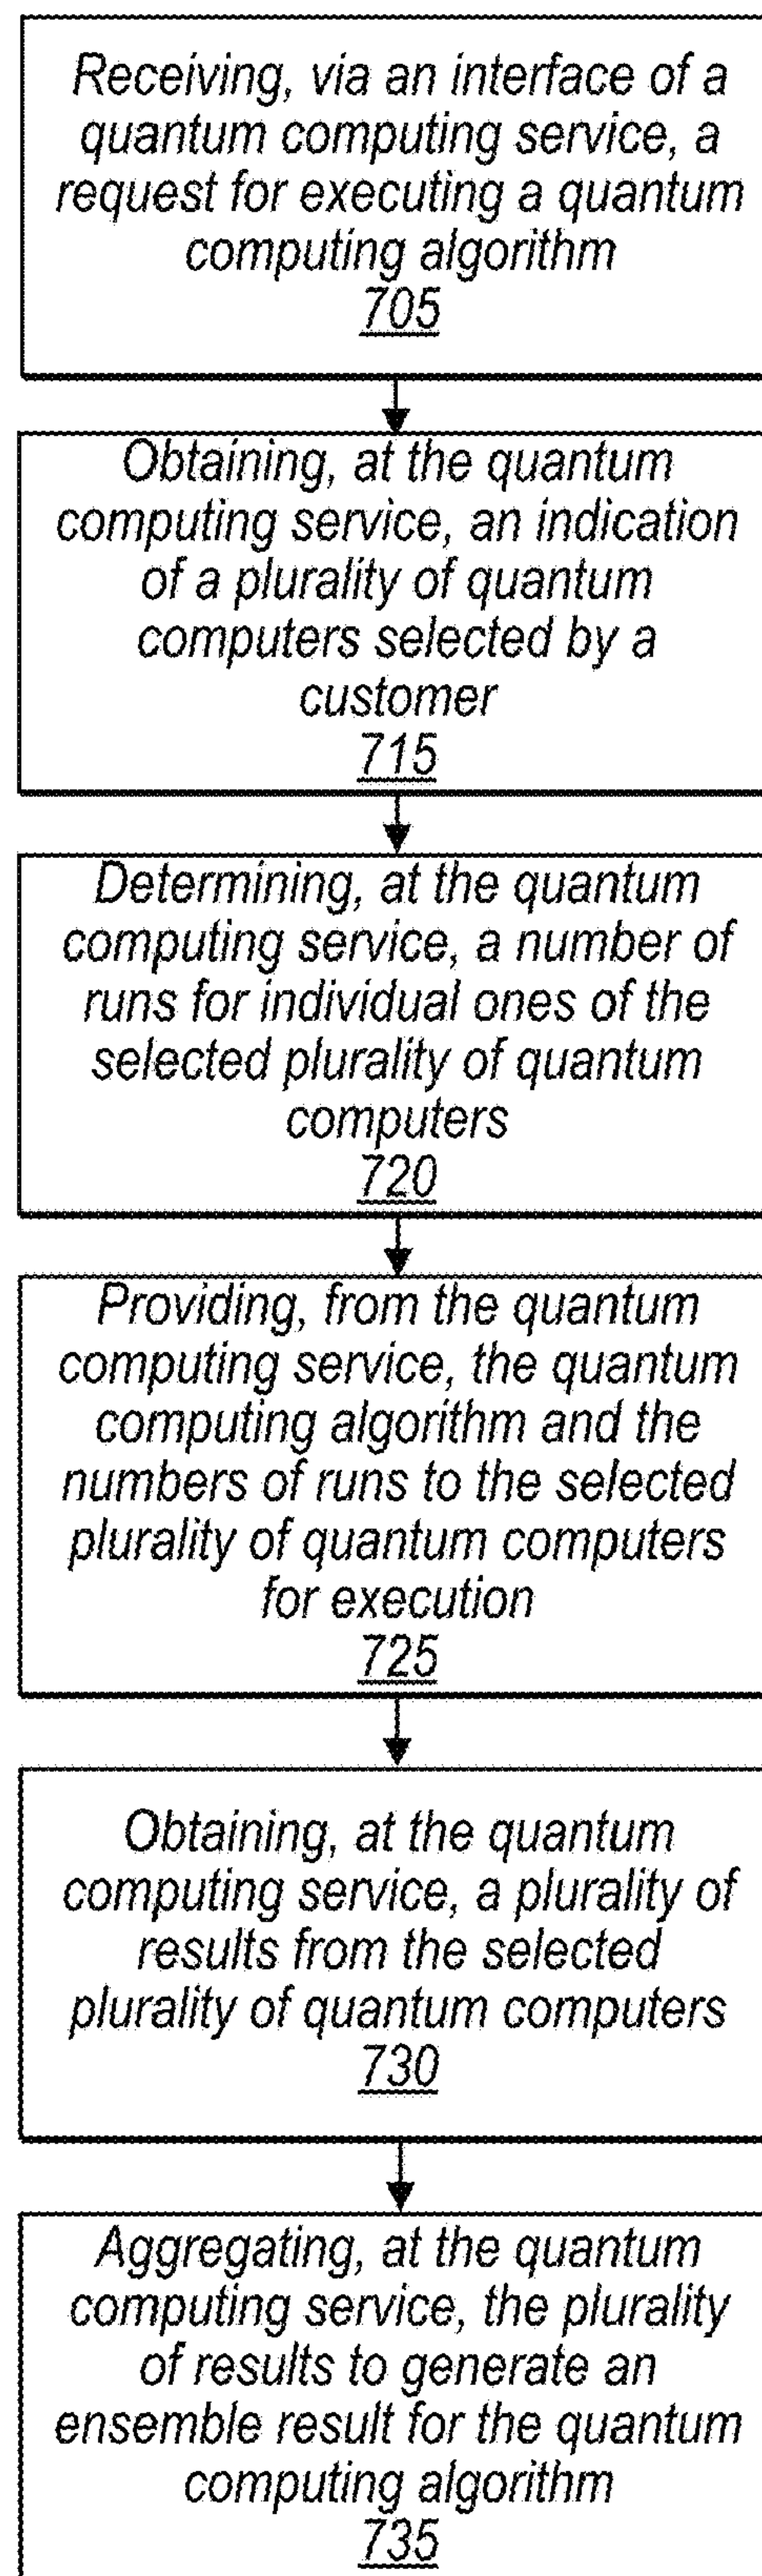 Receiving, via an interface of a
quantum computing service, a
request for executing a quantum
computing algorithm
705
Obtaining, at the quantum
computing service, an indication
of a plurality of quantum
computers selected by a
customer
715
Determining, at the quantum
computing service, a number of
runs for individual ones of the
selected plurality of quantum
computers
720
Providing, from the quantum
computing service, the quantum
computing algorithm and the
numbers of runs to the selected
plurality of quantum computers
for execution
725
Obtaining, at the quantum
computing service, a plurality of
results from the selected
plurality of quantum computers
730
Aggregating, at the quantum
computing service, the plurality
of results to generate an
ensemble result for the quantum
computing algorithm
735